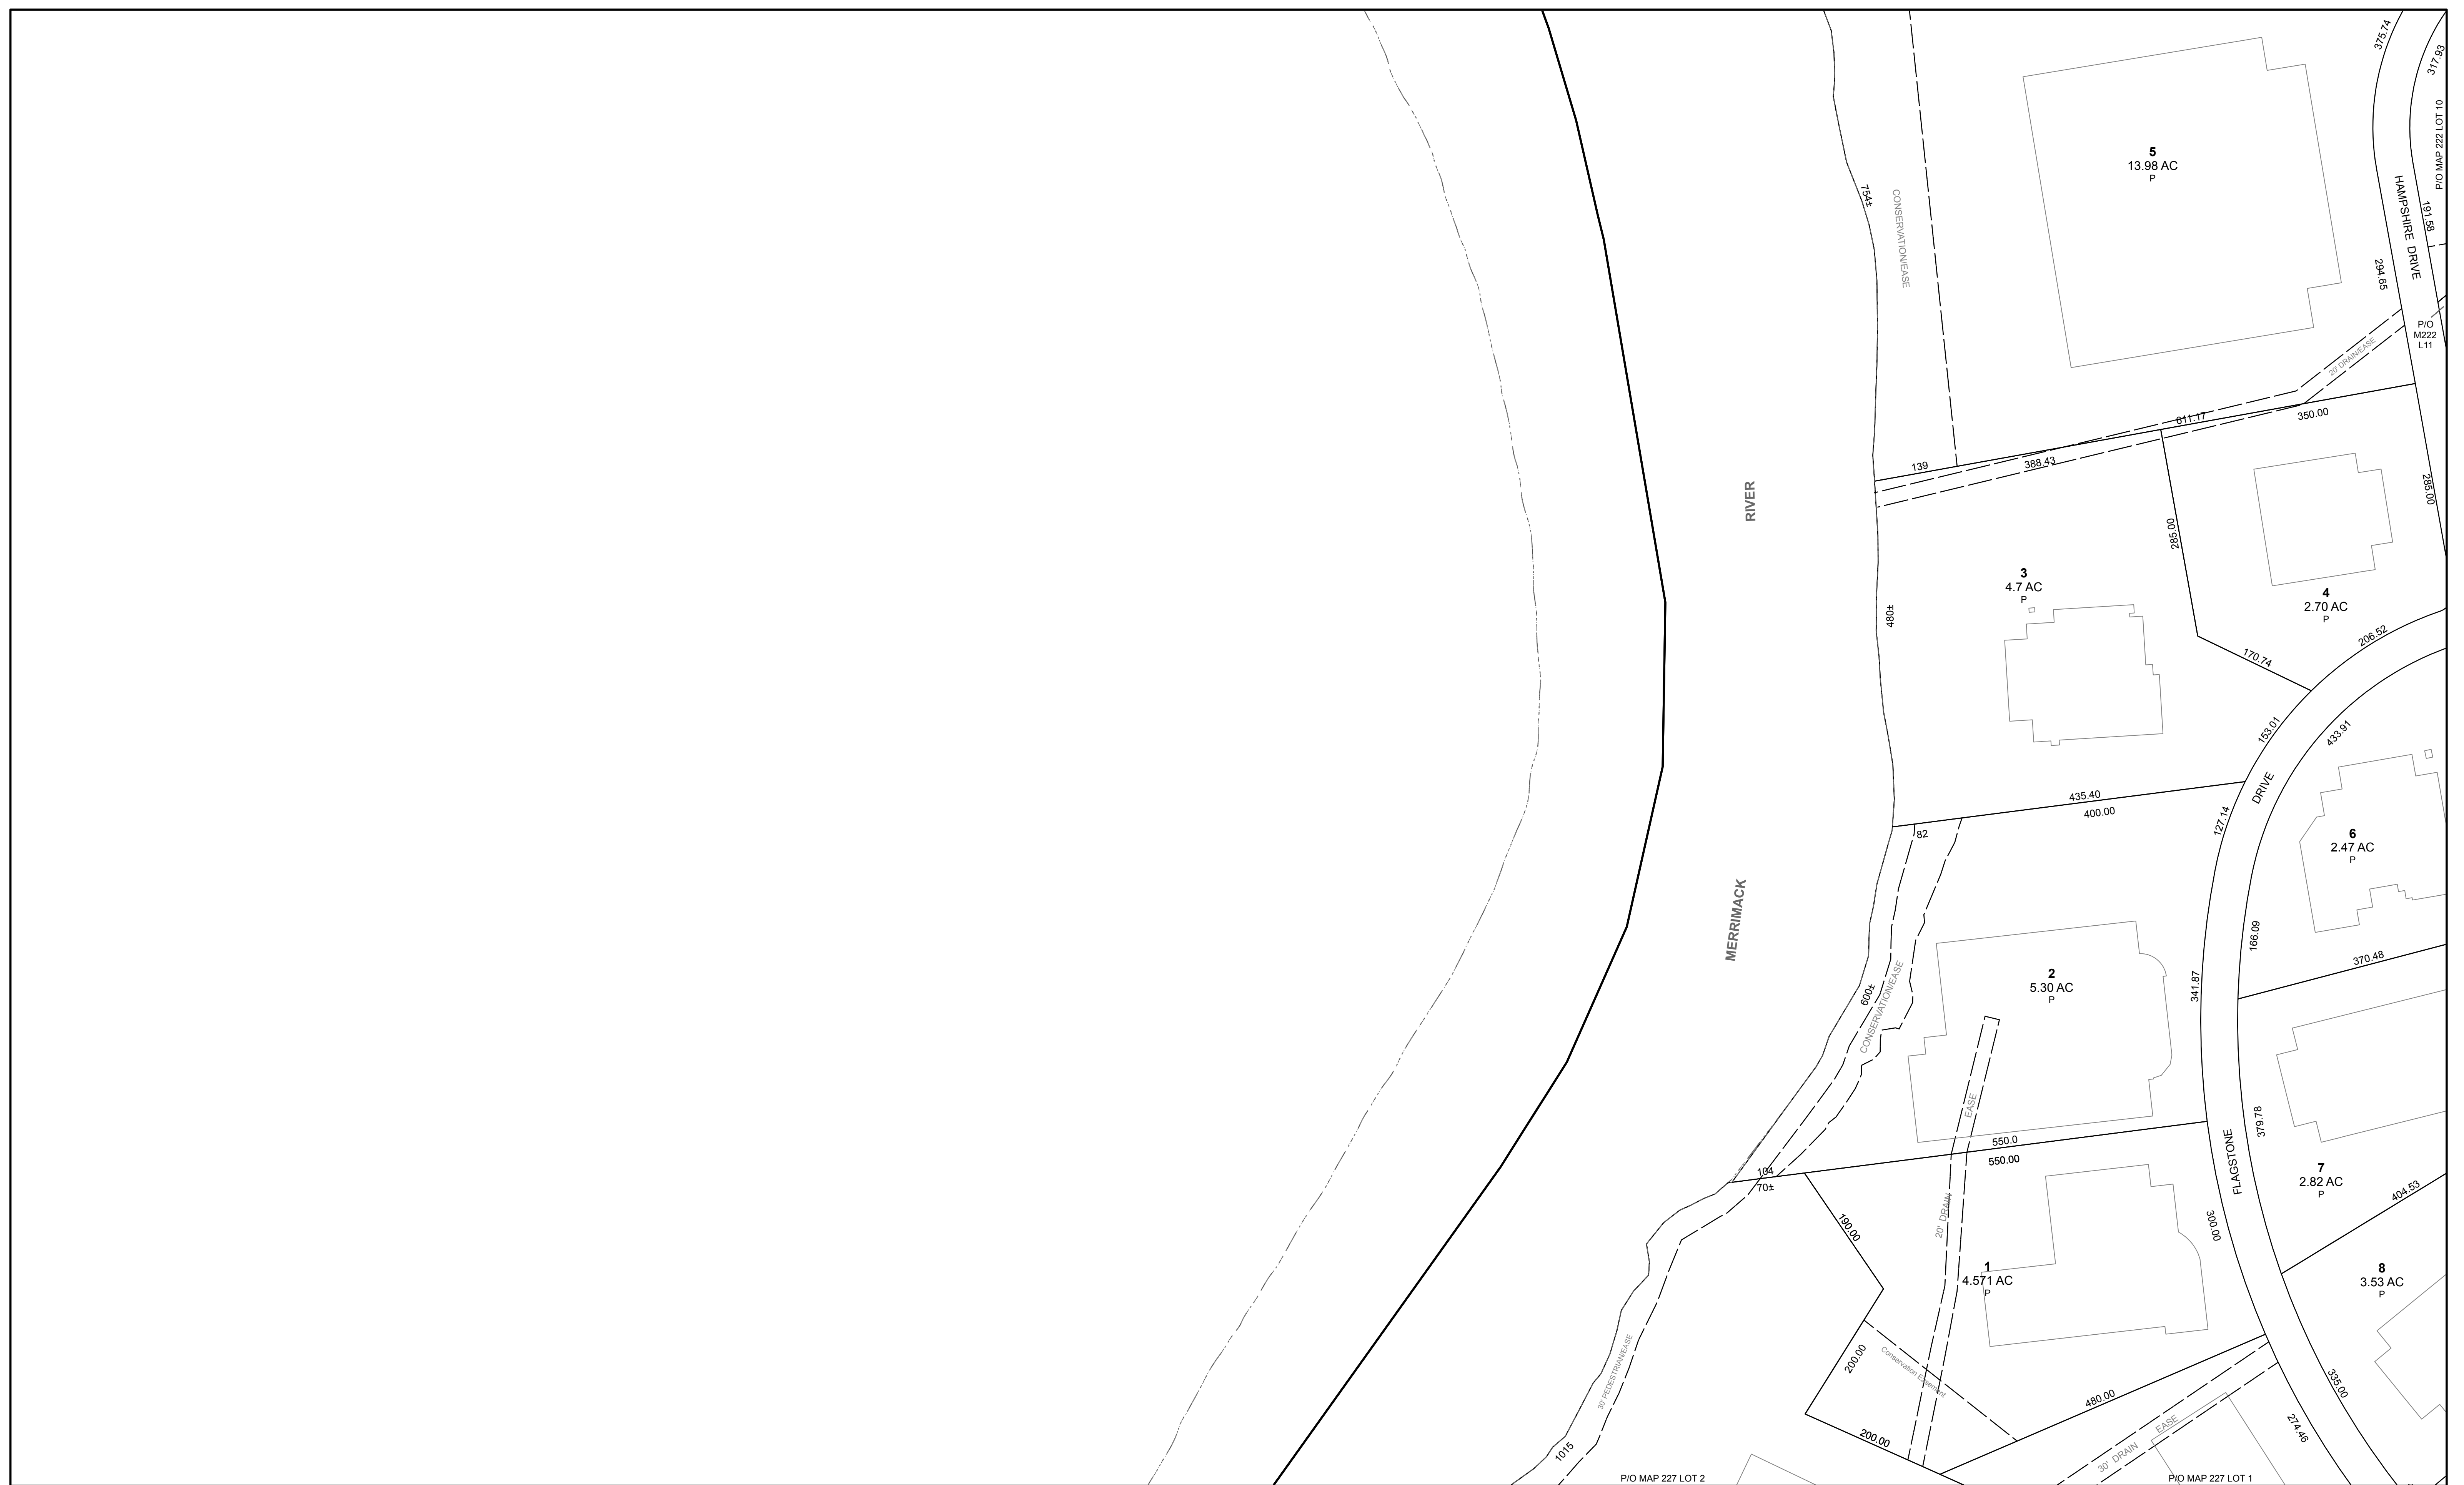 375.74
317.93
P/O MAP 222 LOT 10
5
13.98 AC
P
754±
CONSERVATION/EASE
HAMPSHIRE DRIVE
191.58
294.65
P/O
M222
L11
20' DRAIN/EASE
611.17
350.00
139
388.43
RIVER
285.00
285.00
3
4.7 AC
P
4
2.70 AC
P
480±
206.52
170.74
153.01
433.91
DRIVE
435.40
400.00
127.14
82
6
2.47 AC
P
MERRIMACK
166.09
370.48
2
5.30 AC
P
341.87
600±
CONSERVATION/EASE
EASE
379.78
550.0
550.00
FLAGSTONE
104
70±
7
2.82 AC
P
404.53
190.00
20' DRAIN
300.00
1
4.571 AC
P
8
3.53 AC
P
200.00
Conservation Easement
30' PEDESTRIAN/EASE
335.00
480.00
274.46
EASE
200.00
30' DRAIN
1015
P/O MAP 227 LOT 2
P/O MAP 227 LOT 1